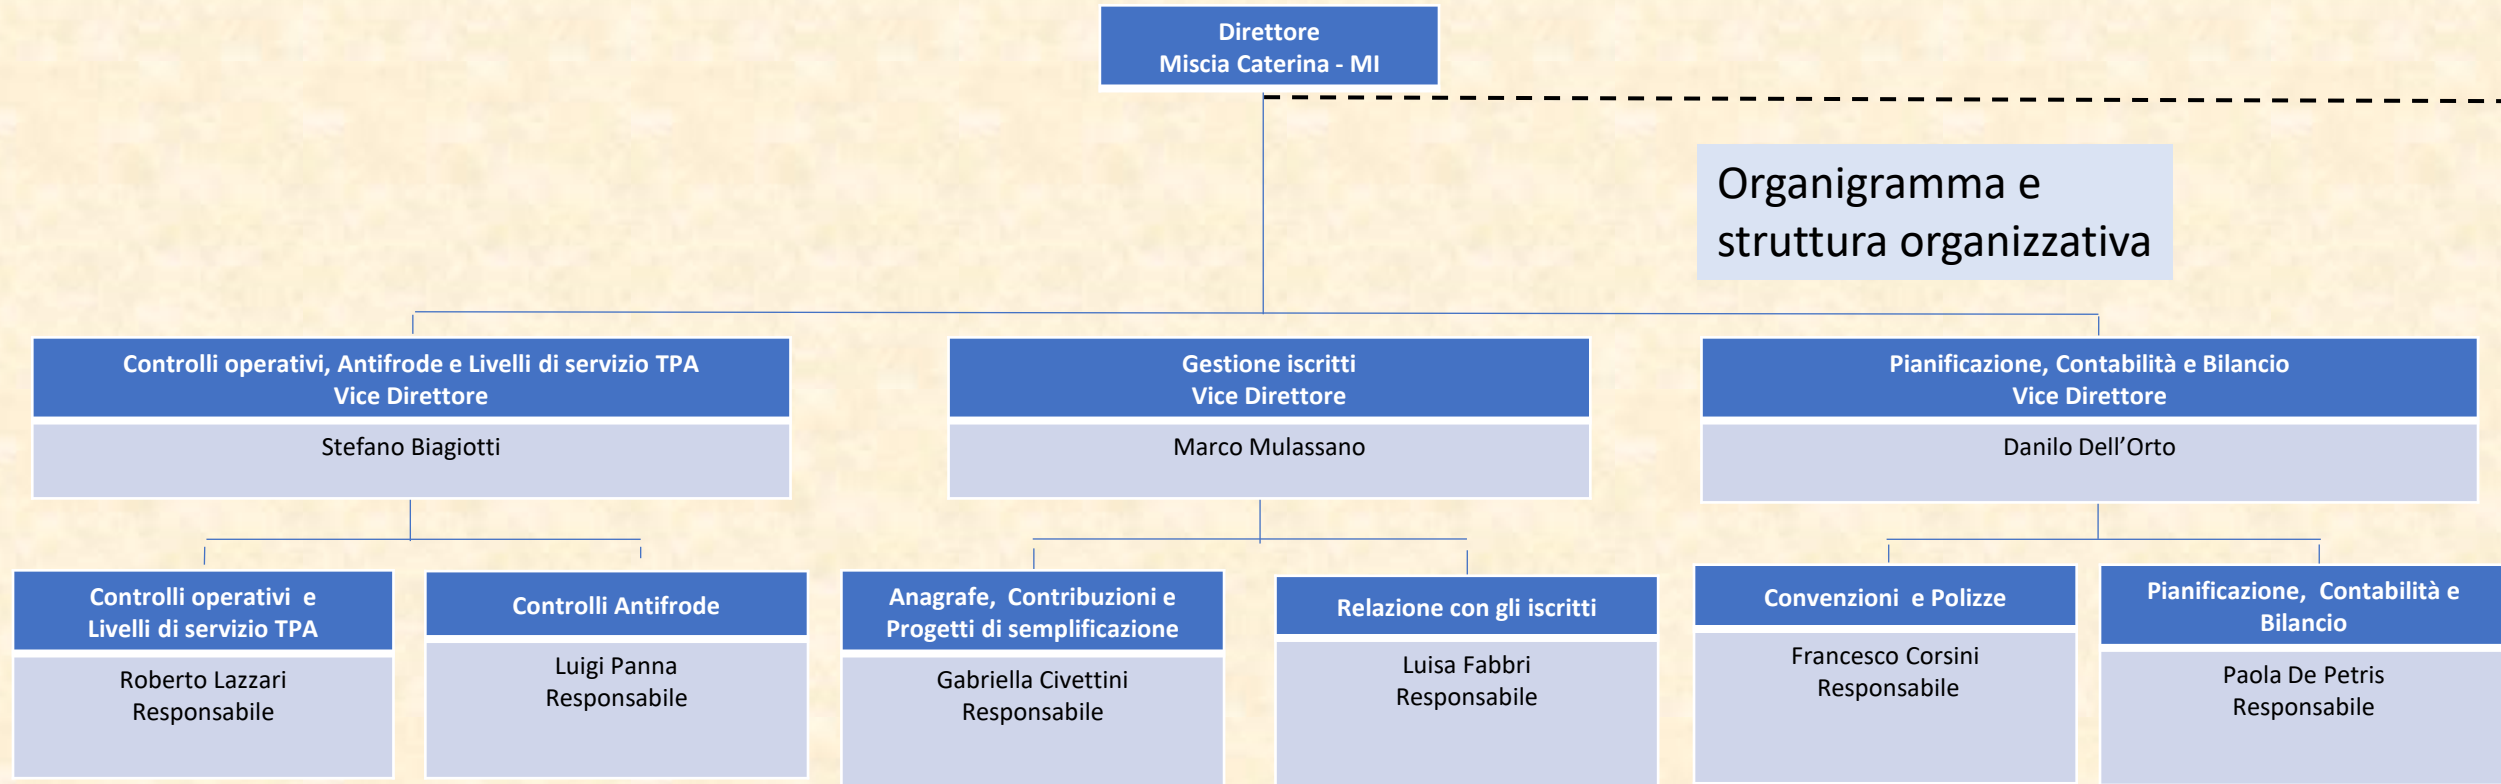 Direttore
Miscia Caterina - MI
Organigramma e
struttura organizzativa
Controlli operativi, Antifrode e Livelli di servizio TPA
Vice Direttore
Stefano Biagiotti
Gestione iscritti
Vice Direttore
Marco Mulassano
Pianificazione, Contabilità e Bilancio
Vice Direttore
Danilo Dell’Orto
Controlli operativi e
Livelli di servizio TPA
Roberto Lazzari
Responsabile
Controlli Antifrode
Luigi Panna
Responsabile
Anagrafe, Contribuzioni e
Progetti di semplificazione
Gabriella Civettini
Responsabile
Relazione con gli iscritti
Luisa Fabbri
Responsabile
Convenzioni e Polizze
Francesco Corsini
Responsabile
Pianificazione, Contabilità e
Bilancio
Paola De Petris
Responsabile